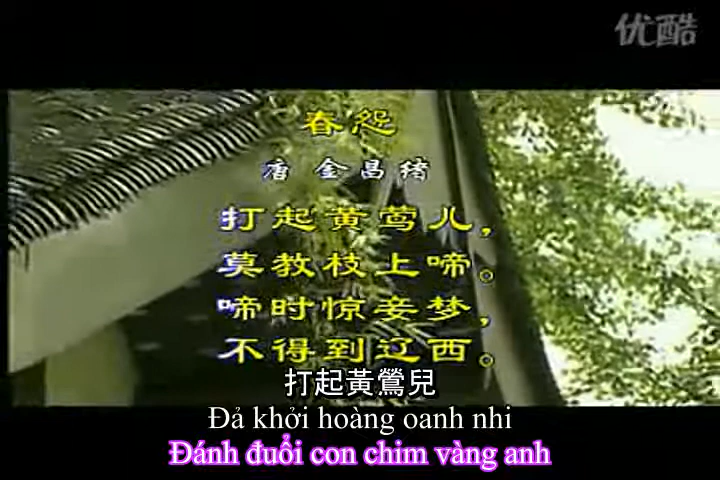 优酷
春怨
唐 金昌绪
打起黄莺儿，
莫教枝上啼。
啼时惊妾梦，
不得到辽西。
打起黃鶯兒
Đả khởi hoàng oanh nhi
Đánh đuổi con chim vàng anh